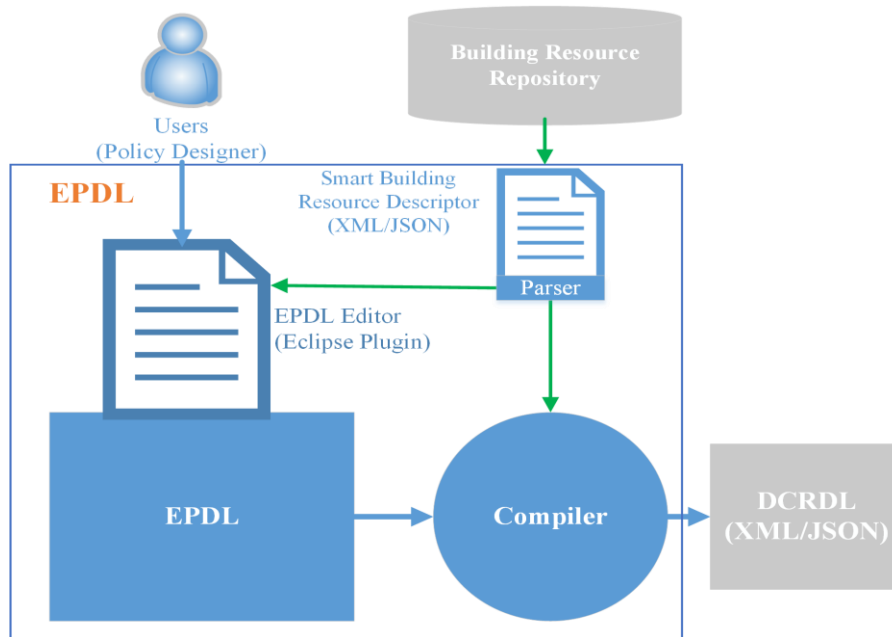 Building Resource
Repository
Users
(Policy Designer)
EPDL
Smart Building
Resource Descriptor
(XML/JSON)
Parser
EPDL Editor
(Eclipse Plugin)
EPDL
Compiler
DCRDL
(XML/JSON)